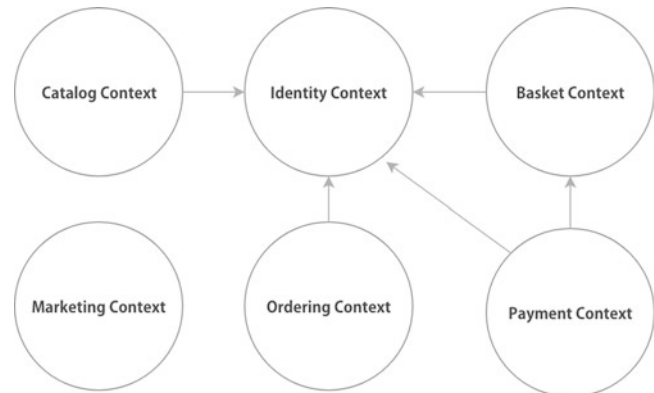 Catalog Context
Identity Context
Basket Context
Marketing Context
Ordering Context
Payment Context